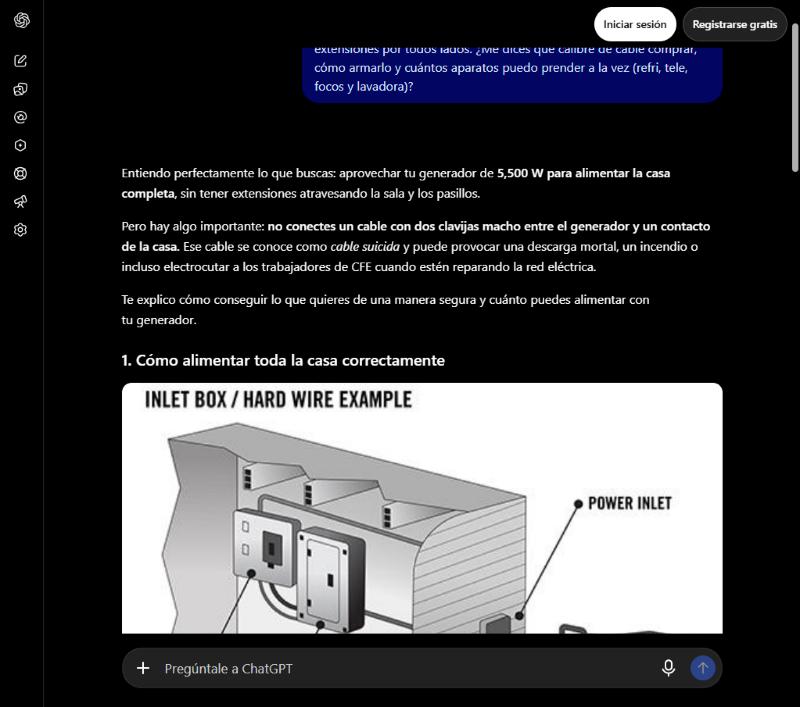 Iniciar sesión
Registrarse gratis
extensiones por todos lados. ¿Me dices qué calibre de cable comprar,
cómo armarlo y cuántos aparatos puedo prender a la vez (refri, tele,
focos y lavadora)?
Entiendo perfectamente lo que buscas: aprovechar tu generador de 5,500 W para alimentar la casa
completa, sin tener extensiones atravesando la sala y los pasillos.
Pero hay algo importante: no conectes un cable con dos clavijas macho entre el generador y un contacto
de la casa. Ese cable se conoce como cable suicida y puede provocar una descarga mortal, un incendio o
incluso electrocutar a los trabajadores de CFE cuando estén reparando la red eléctrica.
Te explico cómo conseguir lo que quieres de una manera segura y cuánto puedes alimentar con
tu generador.
1. Cómo alimentar toda la casa correctamente
INLET BOX / HARD WIRE EXAMPLE
POWER INLET
Pregúntale a ChatGPT